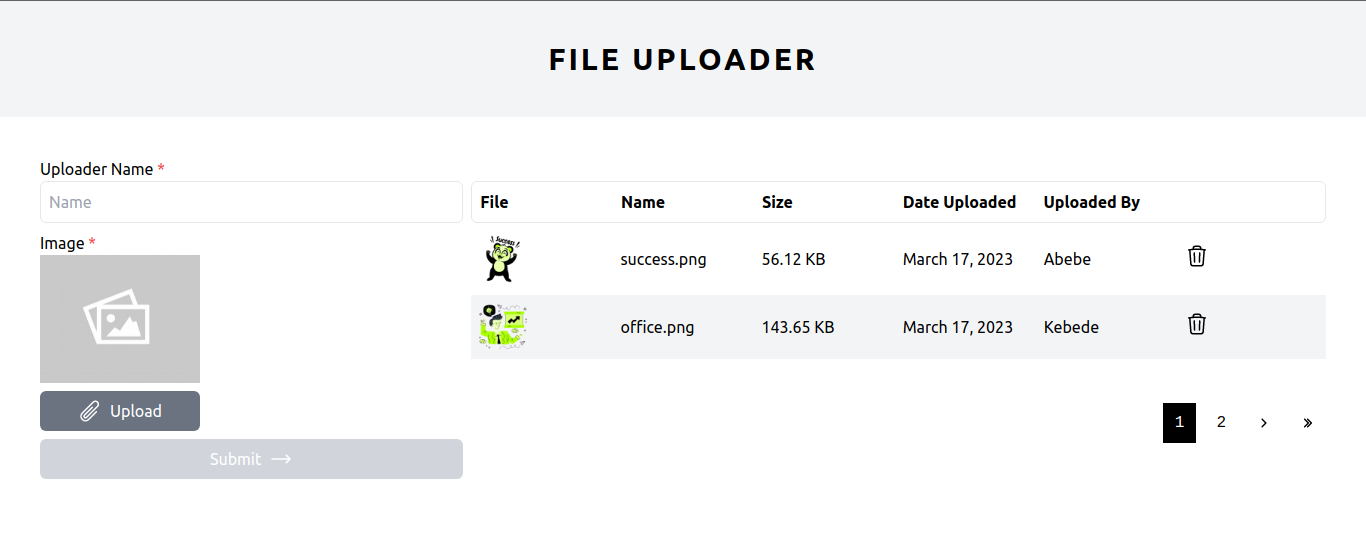 FILE UPLOADER
Uploader Name *
Name
Image *
Upload
Submit
File Name Size Date Uploaded Uploaded By
success.png 56.12 KB March 17, 2023 Abebe
office.png 143.65 KB March 17, 2023 Kebede
1 2 › »